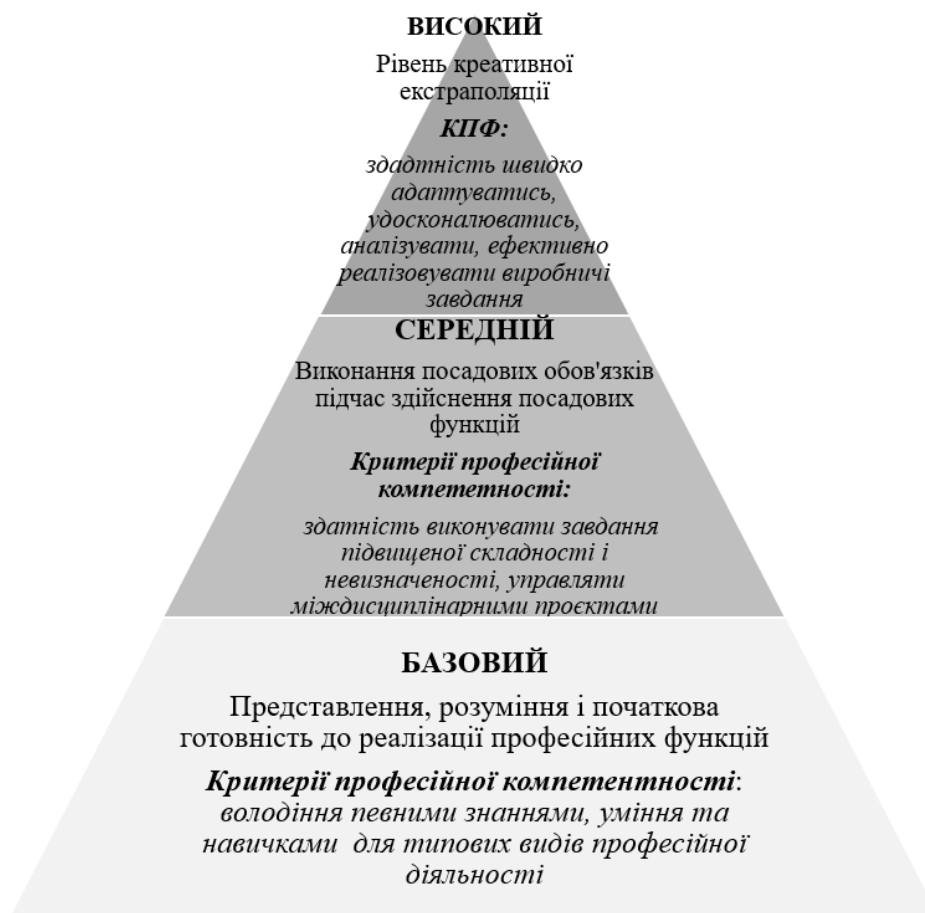 ВИСОКИЙ
Рівень креативної
екстраполяції
КПФ:
здадтність швидко
адаптуватись,
удосконалюватись,
аналізувати, ефективно
реалізовувати виробничі
завдання
СЕРЕДНІЙ
Виконання посадових обов'язків
підчас здійснення посадових
функцій
Критерії професійної
компететності:
здатність виконувати завдання
підвищеної складності і
невизначеності, управляти
міждисциплінарними проєктами
БАЗОВИЙ
Представлення, розуміння і початкова
готовність до реалізації професійних функцій
Критерії професійної компетентності:
володіння певними знаннями, уміння та
навичками для типових видів професійної
діяльності